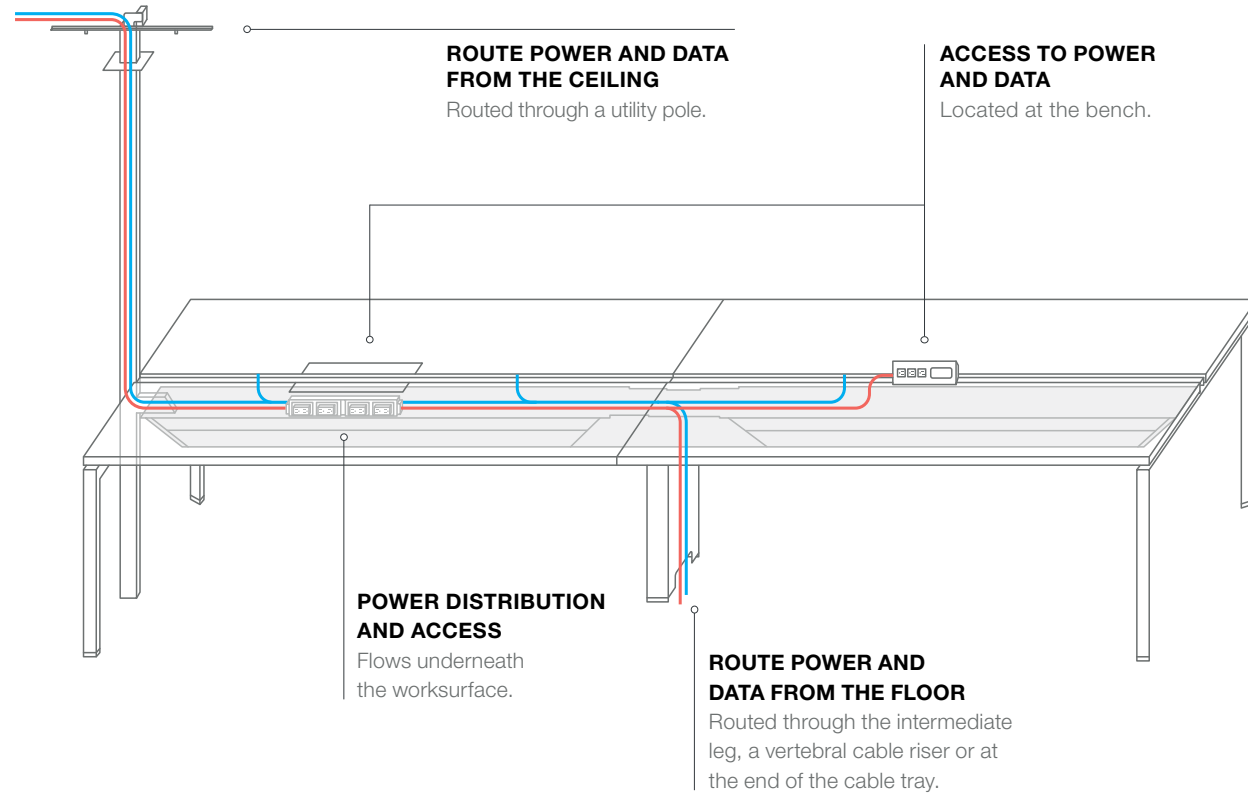 ROUTE POWER AND DATA
FROM THE CEILING
Routed through a utility pole.
ACCESS TO POWER
AND DATA
Located at the bench.
POWER DISTRIBUTION
AND ACCESS
Flows underneath
the worksurface.
ROUTE POWER AND
DATA FROM THE FLOOR
Routed through the intermediate
leg, a vertebral cable riser or at
the end of the cable tray.